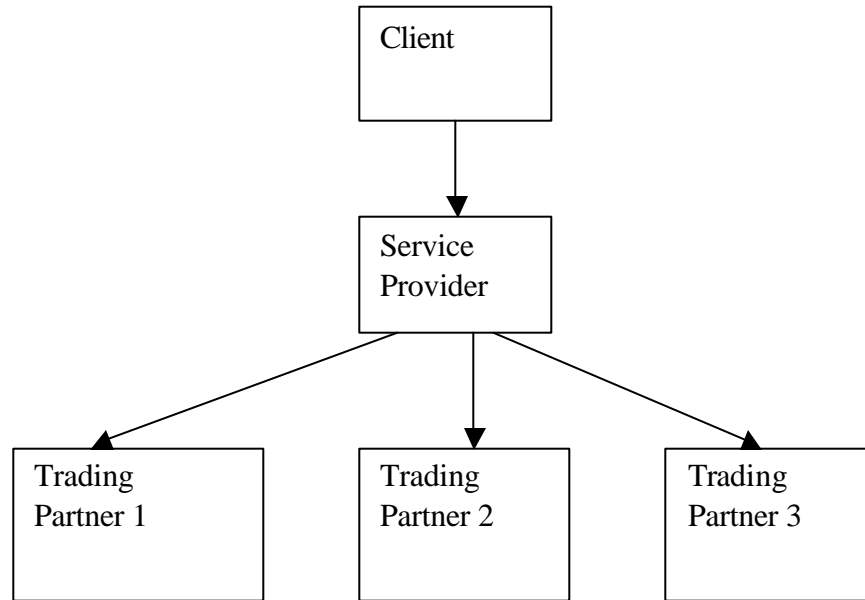 Client
Service
Provider
Trading
Partner 1
Trading
Partner 2
Trading
Partner 3